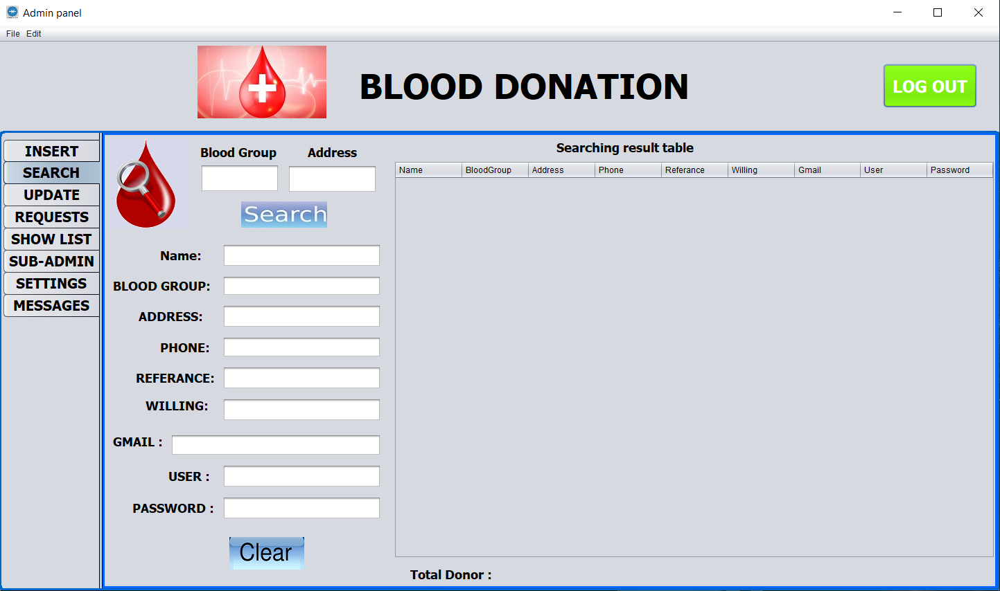 Admin panel
File Edit
BLOOD DONATION
LOG OUT
INSERT
SEARCH
UPDATE
REQUESTS
SHOW LIST
SUB-ADMIN
SETTINGS
MESSAGES
Blood Group Address
Search
Name:
BLOOD GROUP:
ADDRESS:
PHONE:
REFERANCE:
WILLING:
GMAIL :
USER :
PASSWORD :
Clear
Searching result table
Name BloodGroup Address Phone Referance Willing Gmail User Password
Total Donor :